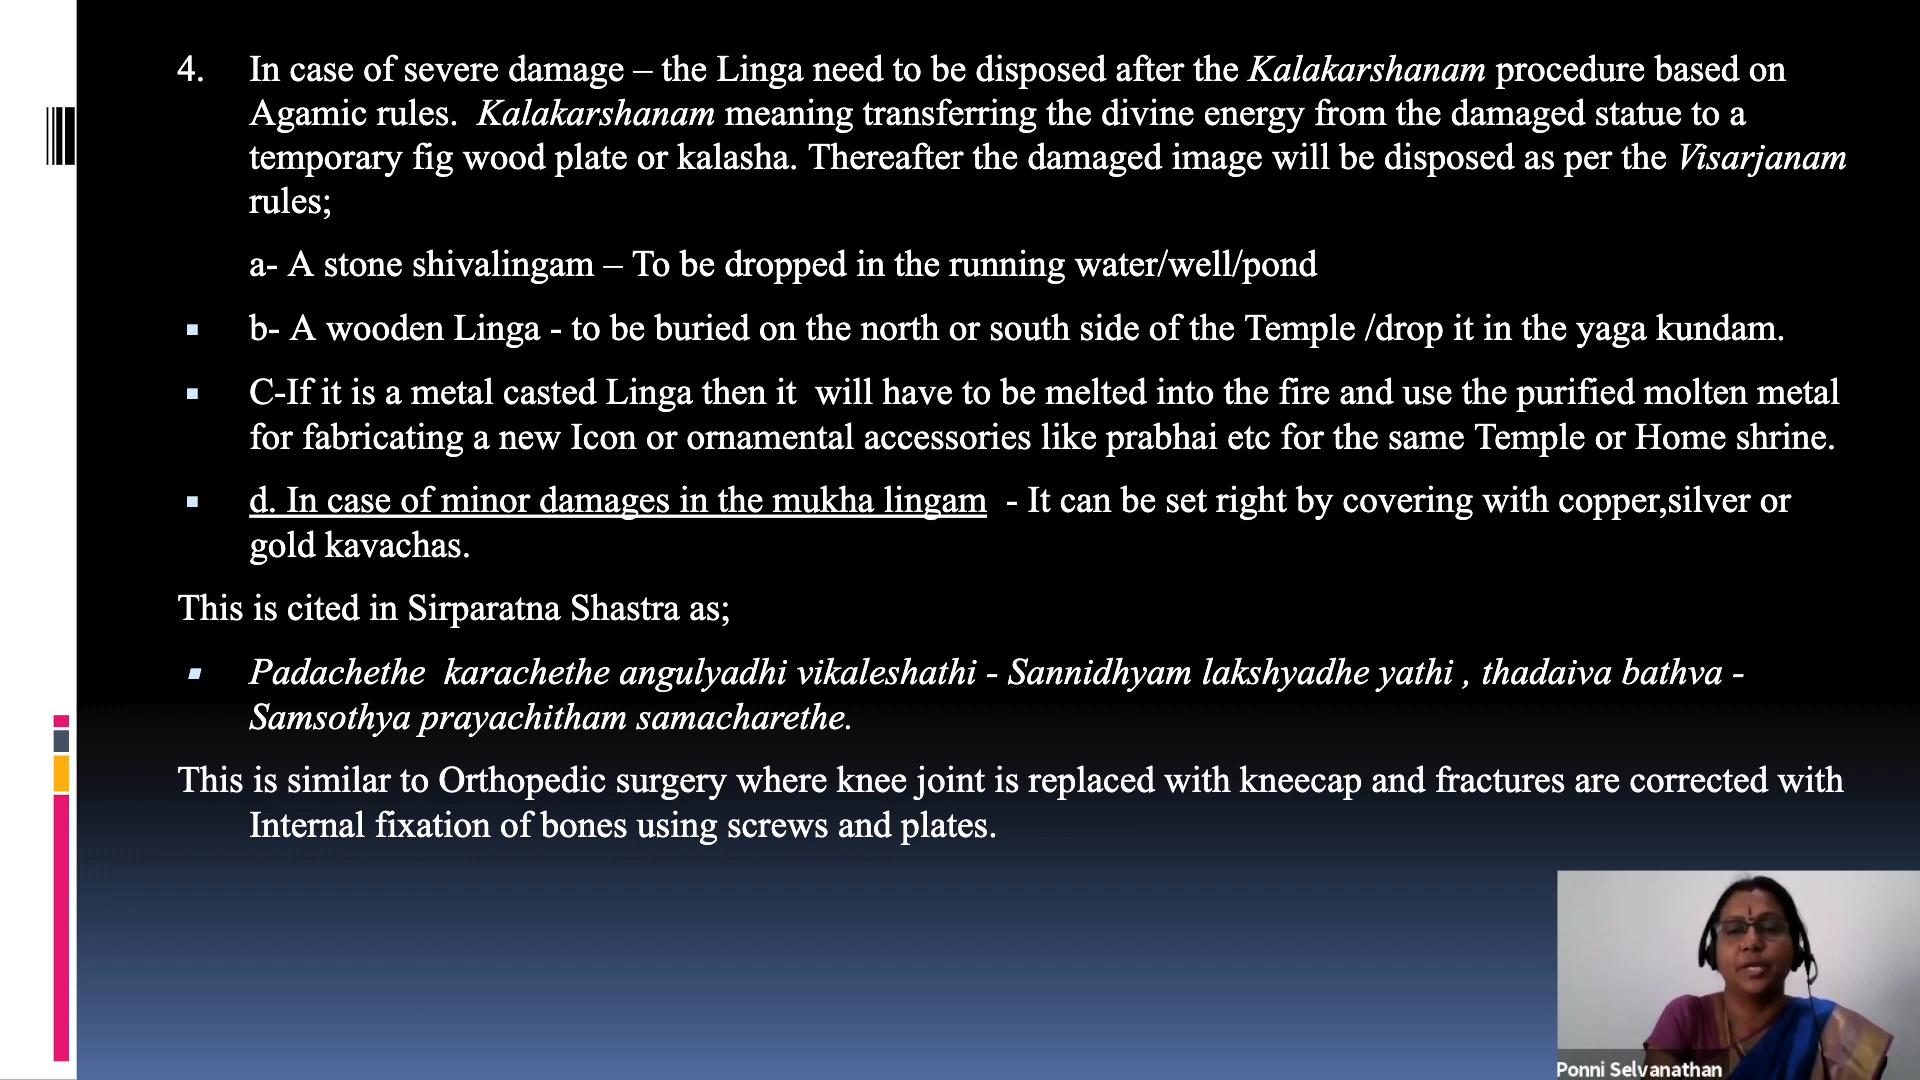 4. In case of severe damage – the Linga need to be disposed after the Kalakarshanam procedure based on
Agamic rules. Kalakarshanam meaning transferring the divine energy from the damaged statue to a
temporary fig wood plate or kalasha. Thereafter the damaged image will be disposed as per the Visarjanam
rules;
a- A stone shivalingam – To be dropped in the running water/well/pond
▪ b- A wooden Linga - to be buried on the north or south side of the Temple /drop it in the yaga kundam.
▪ C-If it is a metal casted Linga then it  will have to be melted into the fire and use the purified molten metal
for fabricating a new Icon or ornamental accessories like prabhai etc for the same Temple or Home shrine.
▪ d. In case of minor damages in the mukha lingam  - It can be set right by covering with copper,silver or
gold kavachas.
This is cited in Sirparatna Shastra as;
▪ Padachethe  karachethe angulyadhi vikaleshathi - Sannidhyam lakshyadhe yathi , thadaiva bathva -
Samsothya prayachitham samacharethe.
This is similar to Orthopedic surgery where knee joint is replaced with kneecap and fractures are corrected with
Internal fixation of bones using screws and plates.
Ponni Selvanathan